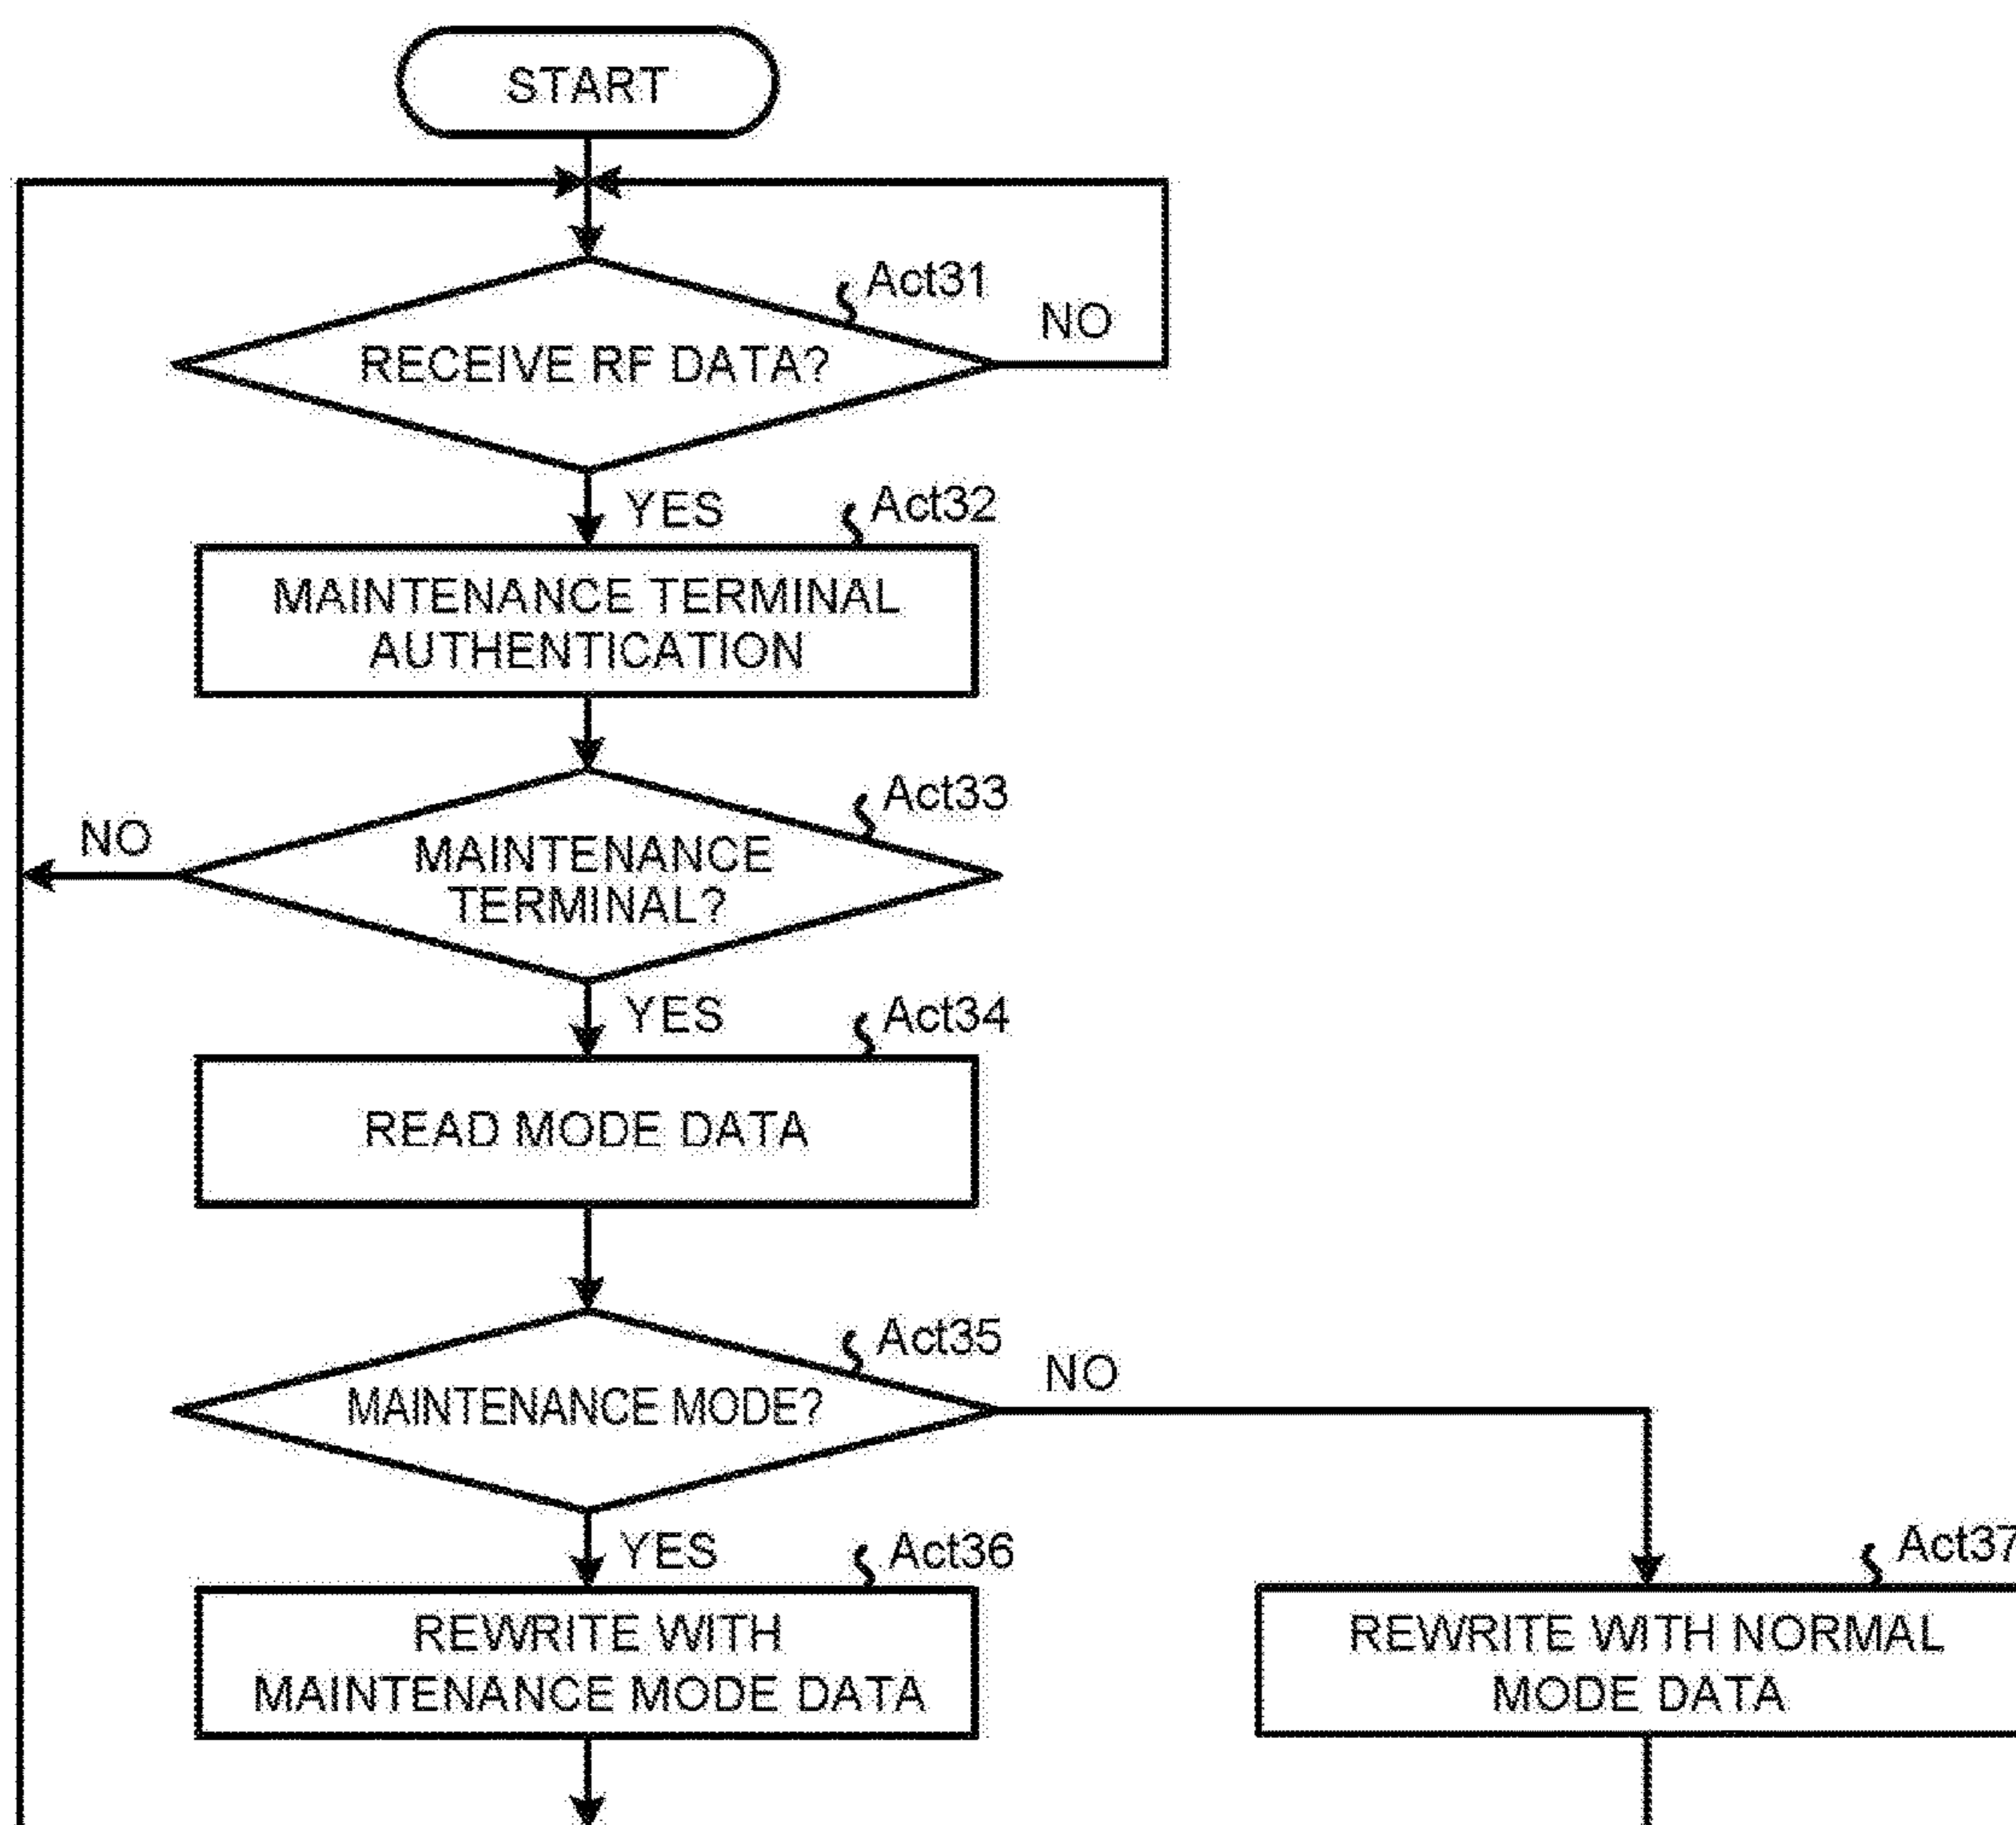 START
Act31
RECEIVE RF DATA?
NO
YES
Act32
MAINTENANCE TERMINAL
AUTHENTICATION
Act33
NO
MAINTENANCE
TERMINAL?
YES
Act34
READ MODE DATA
Act35
MAINTENANCE MODE?
NO
YES
Act36
Act37
REWRITE WITH
MAINTENANCE MODE DATA
REWRITE WITH NORMAL
MODE DATA